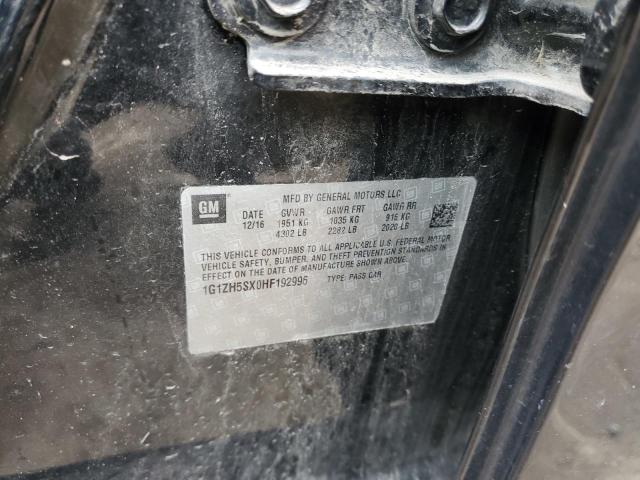 GM
MFD BY GENERAL MOTORS LLC
DATE GVWR GAWR FRT GAWR RR
12/16 1951 KG 1035 KG 916 KG
4302 LB 2282 LB 2020 LB
THIS VEHICLE CONFORMS TO ALL APPLICABLE U.S. FEDERAL MOTOR
VEHICLE SAFETY, BUMPER, AND THEFT PREVENTION STANDARDS IN
EFFECT ON THE DATE OF MANUFACTURE SHOWN ABOVE.
1G1ZH5SX0HF192996 TYPE: PASS CAR